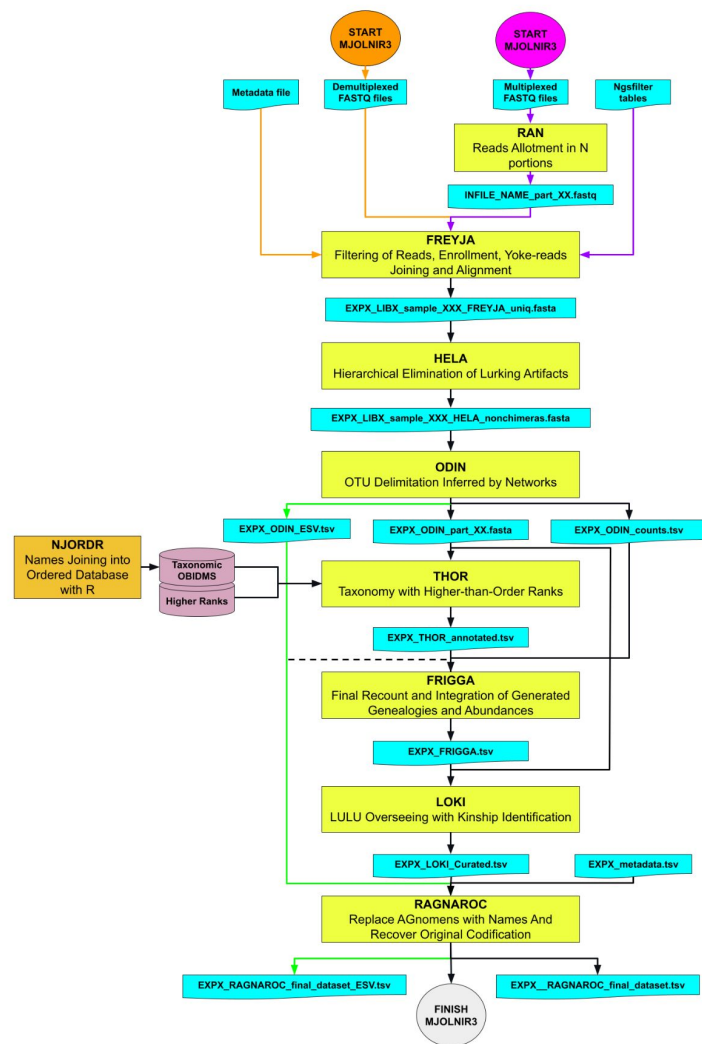 START
MJOLNIR3
START
MJOLNIR3
Metadata file
Demultiplexed
FASTQ files
Multiplexed
FASTQ files
Ngsfilter
tables
RAN
Reads Allotment in N
portions
INFILE_NAME_part_XX.fastq
FREYJA
Filtering of Reads, Enrollment, Yoke-reads
Joining and Alignment
EXPX_LIBX_sample_XXX_FREYJA_uniq.fasta
HELA
Hierarchical Elimination of Lurking Artifacts
EXPX_LIBX_sample_XXX_HELA_nonchimeras.fasta
ODIN
OTU Delimitation Inferred by Networks
EXPX_ODIN_ESV.tsv
EXPX_ODIN_part_XX.fasta
EXPX_ODIN_counts.tsv
NJORDR
Names Joining into
Ordered Database
with R
Taxonomic
OBIDMS
Higher Ranks
THOR
Taxonomy with Higher-than-Order Ranks
EXPX_THOR_annotated.tsv
FRIGGA
Final Recount and Integration of Generated
Genealogies and Abundances
EXPX_FRIGGA.tsv
LOKI
LULU Overseeing with Kinship Identification
EXPX_LOKI_Curated.tsv
EXPX_metadata.tsv
RAGNAROC
Replace AGnomens with Names And
Recover Original Codification
EXPX_RAGNAROC_final_dataset_ESV.tsv
EXPX__RAGNAROC_final_dataset.tsv
FINISH
MJOLNIR3